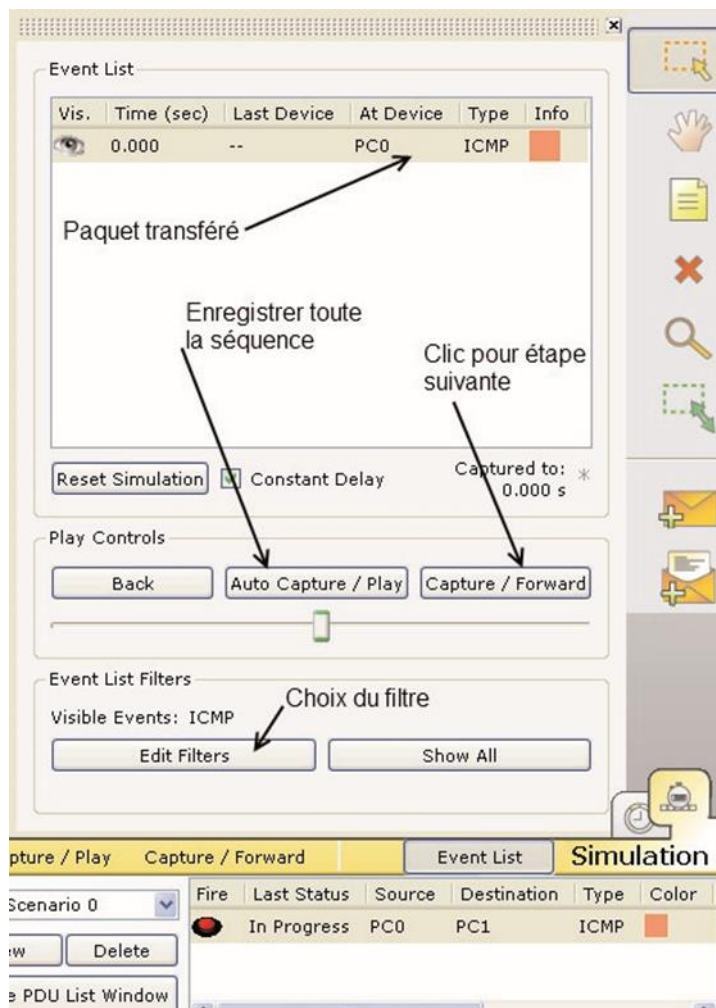 Event List
Vis. Time (sec) Last Device At Device Type Info
0.000 -- PC0 ICMP
Paquet transféré
Enregistrer toute
la séquence
Clic pour étape
suivante
Reset Simulation Constant Delay Captured to:
0.000 s
Play Controls
Back Auto Capture / Play Capture / Forward
Event List Filters
Choix du filtre
Visible Events: ICMP
Edit Filters Show All
pture / Play Capture / Forward Event List Simulation
Scenario 0 Fire Last Status Source Destination Type Color
In Progress PC0 PC1 ICMP
ew Delete
e PDU List Window